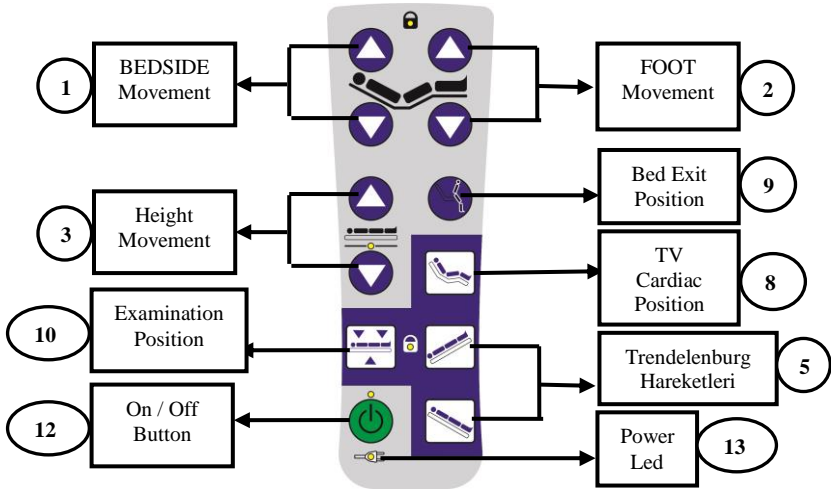 1
BEDSIDE
Movement
FOOT
Movement
2
3
Height
Movement
Bed Exit
Position
9
TV
Cardiac
Position
8
10
Examination
Position
Trendelenburg
Hareketleri
5
12
On / Off
Button
Power
Led
13